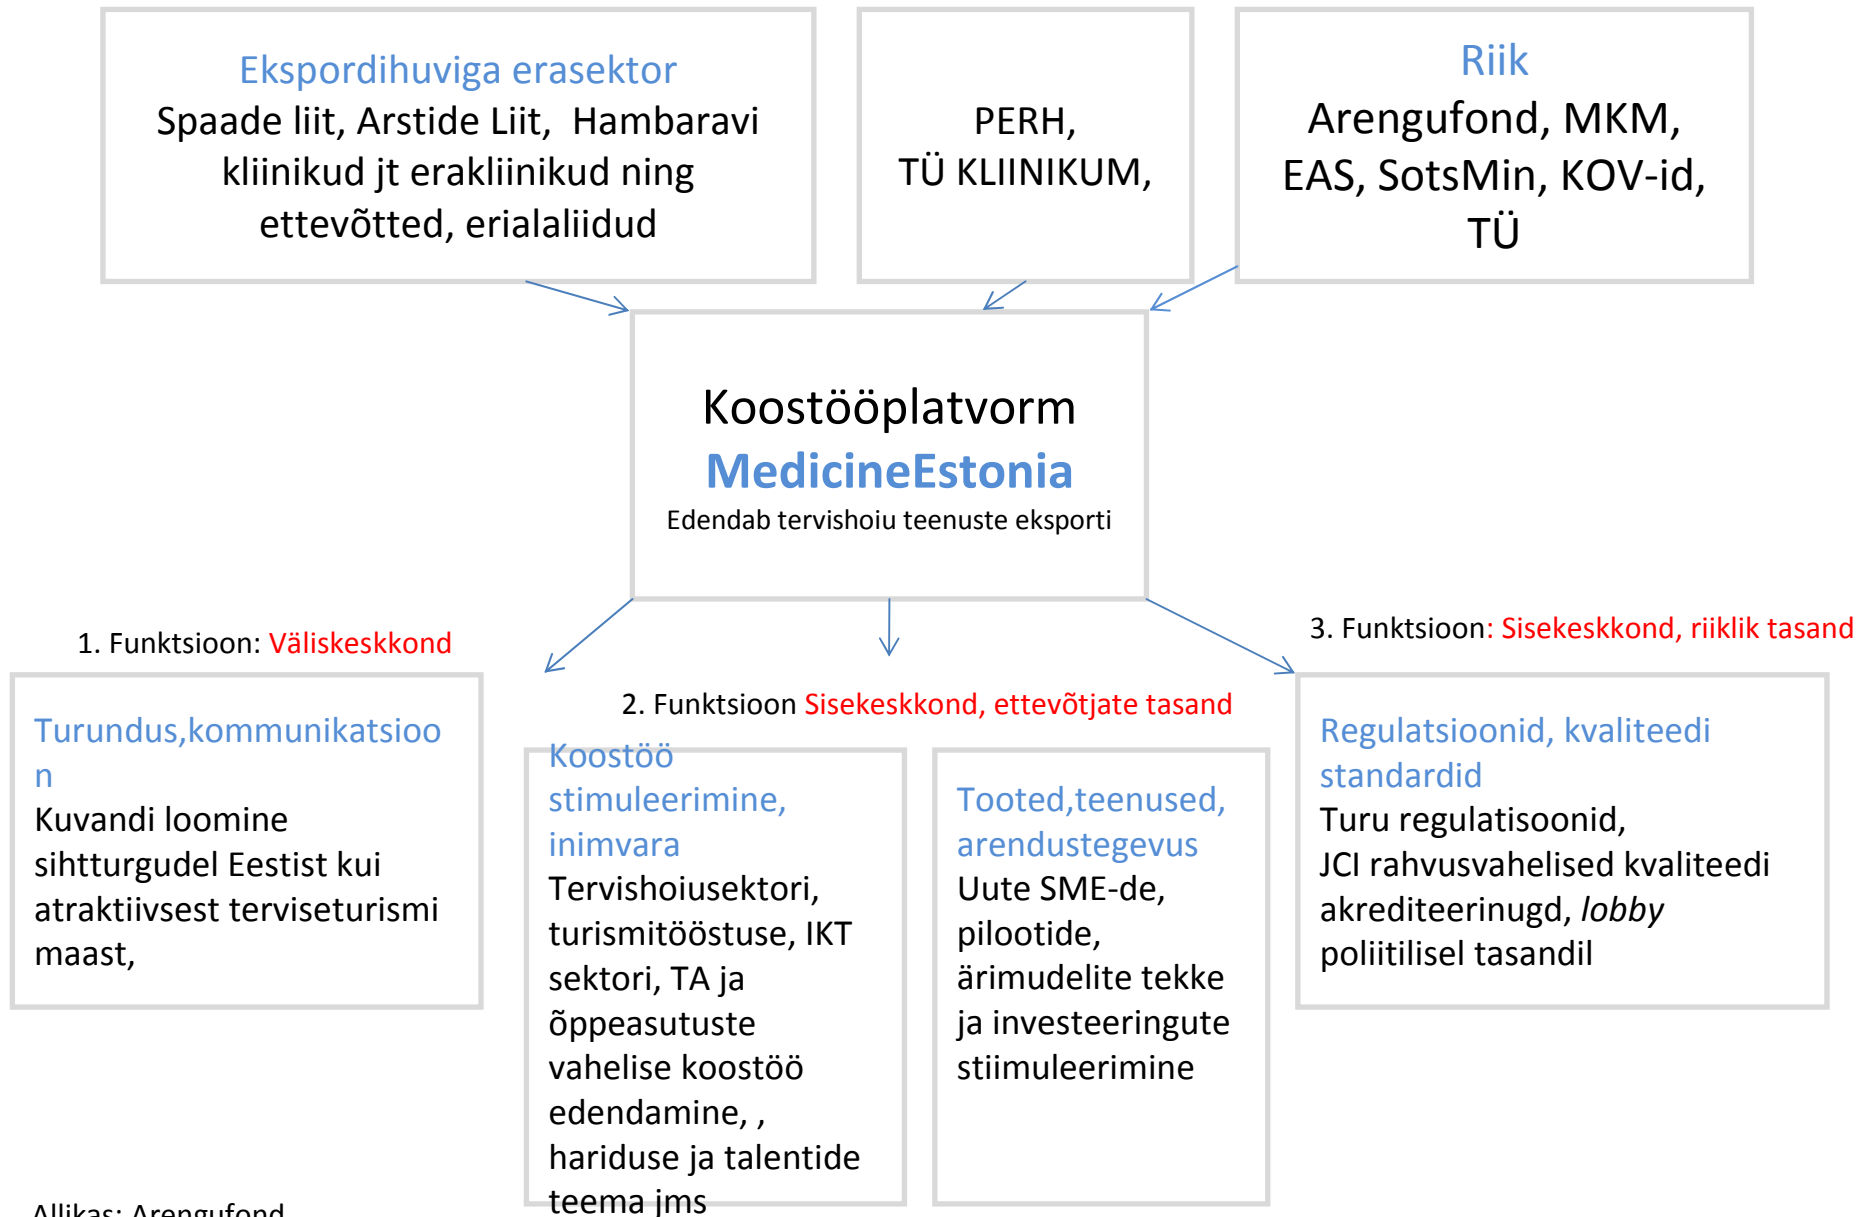 Ekspordihuviga erasektor
Spaade liit, Arstide Liit, Hambaravi
kliinikud jt erakliinikud ning
ettevõtted, erialaliidud
PERH,
TÜ KLIINIKUM,
Riik
Arengufond, MKM,
EAS, SotsMin, KOV-id,
TÜ
Koostööplatvorm
MedicineEstonia
Edendab tervishoiu teenuste eksporti
1. Funktsioon: Väliskeskkond
Turundus,kommunikatsioo
n
Kuvandi loomine
sihtturgudel Eestist kui
atraktiivsest terviseturismi
maast,
2. Funktsioon Sisekeskkond, ettevõtjate tasand
Koostöö
stimuleerimine,
inimvara
Tervishoiusektori,
turismitööstuse, IKT
sektori, TA ja
õppeasutuste
vahelise koostöö
edendamine, ,
hariduse ja talentide
teema jms
Tooted,teenused,
arendustegevus
Uute SME-de,
pilootide,
ärimudelite tekke
ja investeeringute
stiimuleerimine
3. Funktsioon: Sisekeskkond, riiklik tasand
Regulatsioonid, kvaliteedi
standardid
Turu regulatisoonid,
JCI rahvusvahelised kvaliteedi
akrediteerinugd, lobby
poliitilisel tasandil
Allikas: Arengufond